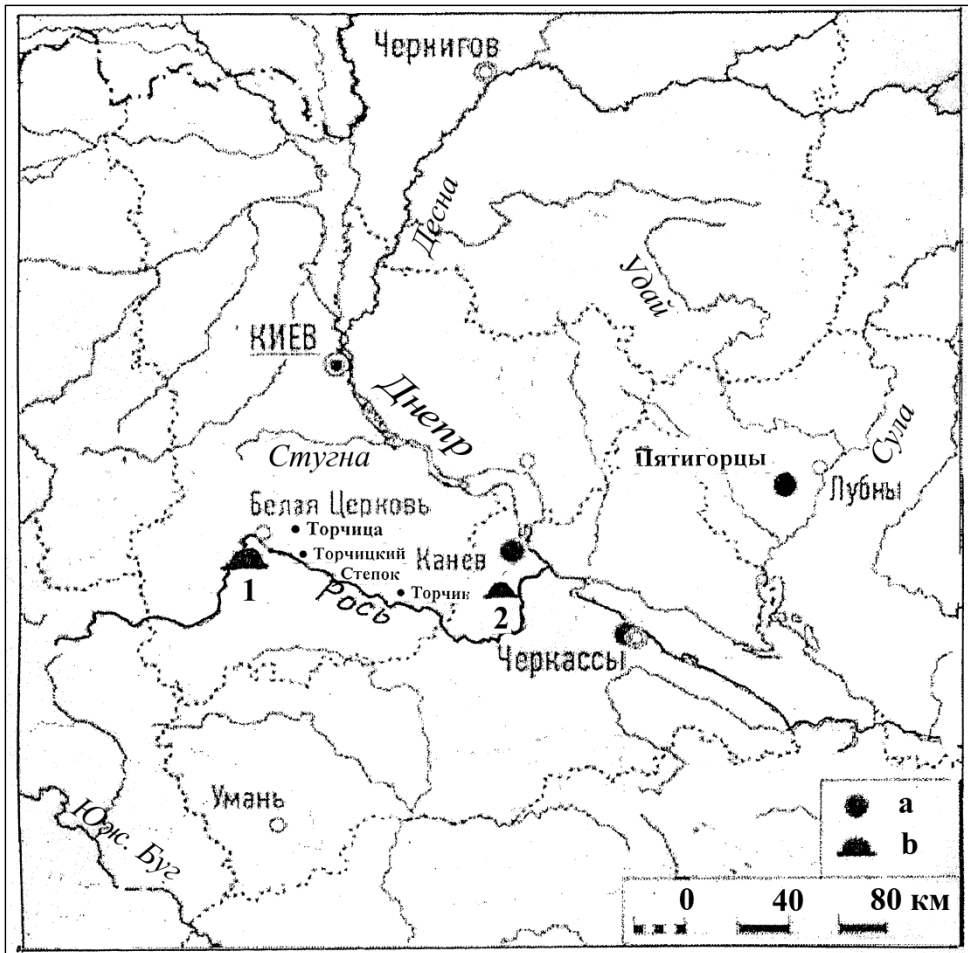 Чернигов
Десна
Удай
КИЕВ
Днепр
Стугна
Сула
Пятигорцы
Лубны
Белая Церковь
Торчица
Торчицкий
Степок
Канев
Торчик
Рось
1
2
Черкассы
Умань
Юж. Буг
a
b
0 40 80 км